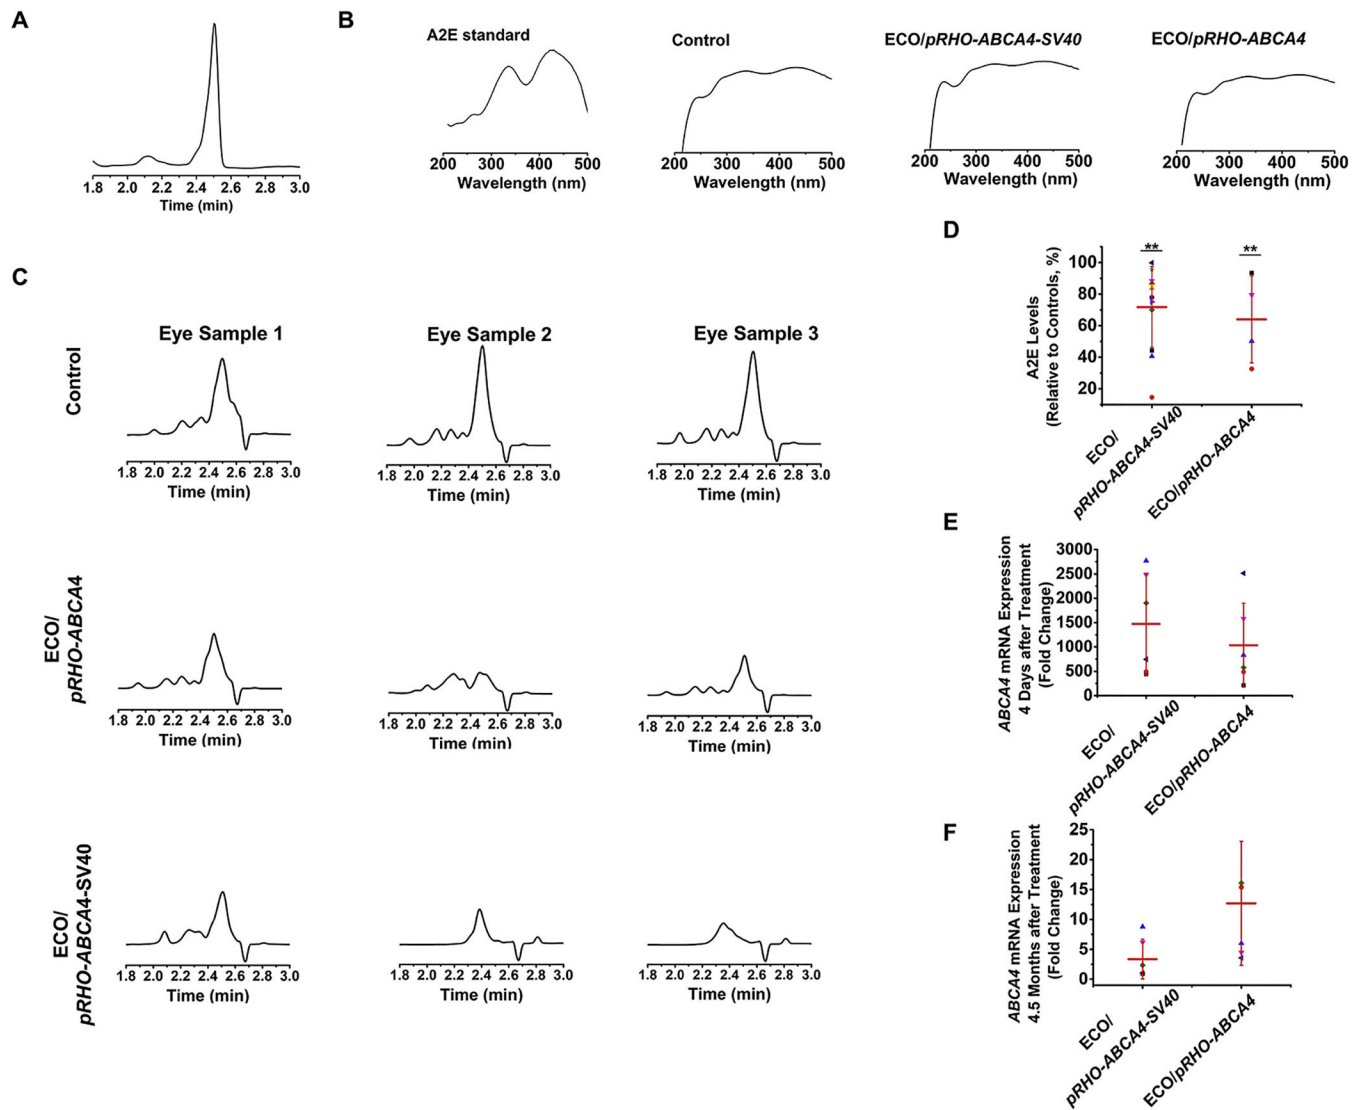 A
1.8 2.0 2.2 2.4 2.6 2.8 3.0
Time (min)
B
A2E standard
200 300 400 500
Wavelength (nm)
Control
200 300 400 500
Wavelength (nm)
ECO/pRHO-ABCA4-SV40
200 300 400 500
Wavelength (nm)
ECO/pRHO-ABCA4
200 300 400 500
Wavelength (nm)
C
Eye Sample 1
Eye Sample 2
Eye Sample 3
Control
1.8 2.0 2.2 2.4 2.6 2.8 3.0
Time (min)
1.8 2.0 2.2 2.4 2.6 2.8 3.0
Time (min)
1.8 2.0 2.2 2.4 2.6 2.8 3.0
Time (min)
ECO/
pRHO-ABCA4
1.8 2.0 2.2 2.4 2.6 2.8 3.0
Time (min)
1.8 2.0 2.2 2.4 2.6 2.8 3.0
Time (min)
1.8 2.0 2.2 2.4 2.6 2.8 3.0
Time (min)
ECO/
pRHO-ABCA4-SV40
1.8 2.0 2.2 2.4 2.6 2.8 3.0
Time (min)
1.8 2.0 2.2 2.4 2.6 2.8 3.0
Time (min)
1.8 2.0 2.2 2.4 2.6 2.8 3.0
Time (min)
D
A2E Levels
(Relative to Controls, %)
100
80
60
40
20
**
**
ECO/
pRHO-ABCA4-SV40
ECO/pRHO-ABCA4
E
ABCA4 mRNA Expression
4 Days after Treatment
(Fold Change)
3000
2500
2000
1500
1000
500
0
ECO/
pRHO-ABCA4-SV40
ECO/pRHO-ABCA4
F
ABCA4 mRNA Expression
4.5 Months after Treatment
(Fold Change)
25
20
15
10
5
0
ECO/
pRHO-ABCA4-SV40
ECO/pRHO-ABCA4